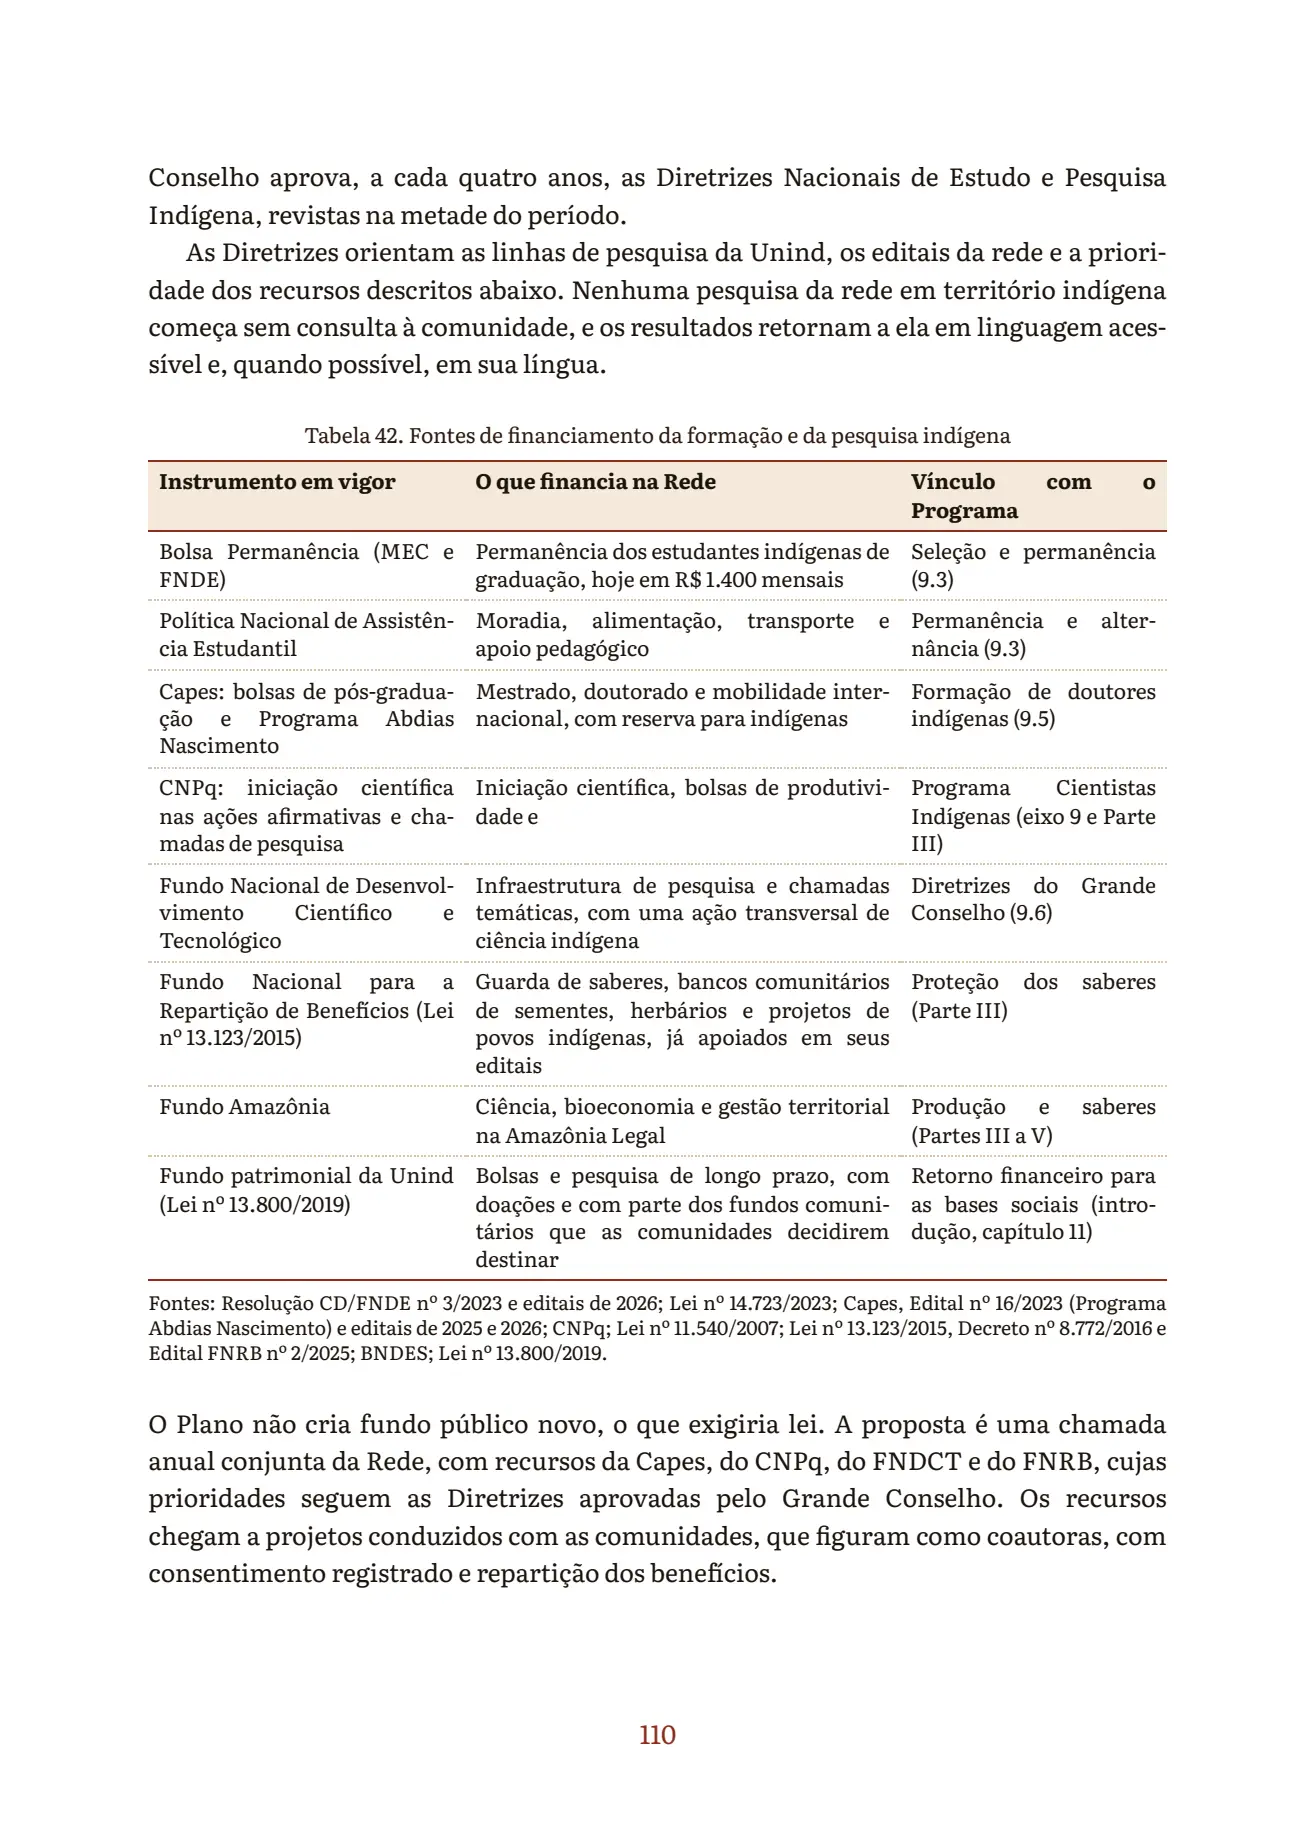 Conselho aprova, a cada quatro anos, as Diretrizes Nacionais de Estudo e Pesquisa
Indígena, revistas na metade do período.
As Diretrizes orientam as linhas de pesquisa da Unind, os editais da rede e a priori-
dade dos recursos descritos abaixo. Nenhuma pesquisa da rede em território indígena
começa sem consulta à comunidade, e os resultados retornam a ela em linguagem aces-
sível e, quando possível, em sua língua.
Tabela 42. Fontes de financiamento da formação e da pesquisa indígena
Instrumento em vigor
O que financia na Rede
Vínculo com o
Programa
Bolsa Permanência (MEC e
FNDE)
Permanência dos estudantes indígenas de
graduação, hoje em R$ 1.400 mensais
Seleção e permanência
(9.3)
Política Nacional de Assistên-
cia Estudantil
Moradia, alimentação, transporte e
apoio pedagógico
Permanência e alter-
nância (9.3)
Capes: bolsas de pós-gradua-
ção e Programa Abdias
Nascimento
Mestrado, doutorado e mobilidade inter-
nacional, com reserva para indígenas
Formação de doutores
indígenas (9.5)
CNPq: iniciação científica
nas ações afirmativas e cha-
madas de pesquisa
Iniciação científica, bolsas de produtivi-
dade e
Programa Cientistas
Indígenas (eixo 9 e Parte
III)
Fundo Nacional de Desenvol-
vimento Científico e
Tecnológico
Infraestrutura de pesquisa e chamadas
temáticas, com uma ação transversal de
ciência indígena
Diretrizes do Grande
Conselho (9.6)
Fundo Nacional para a
Repartição de Benefícios (Lei
nº 13.123/2015)
Guarda de saberes, bancos comunitários
de sementes, herbários e projetos de
povos indígenas, já apoiados em seus
editais
Proteção dos saberes
(Parte III)
Fundo Amazônia
Ciência, bioeconomia e gestão territorial
na Amazônia Legal
Produção e saberes
(Partes III a V)
Fundo patrimonial da Unind
(Lei nº 13.800/2019)
Bolsas e pesquisa de longo prazo, com
doações e com parte dos fundos comuni-
tários que as comunidades decidirem
destinar
Retorno financeiro para
as bases sociais (intro-
dução, capítulo 11)
Fontes: Resolução CD/FNDE nº 3/2023 e editais de 2026; Lei nº 14.723/2023; Capes, Edital nº 16/2023 (Programa
Abdias Nascimento) e editais de 2025 e 2026; CNPq; Lei nº 11.540/2007; Lei nº 13.123/2015, Decreto nº 8.772/2016 e
Edital FNRB nº 2/2025; BNDES; Lei nº 13.800/2019.
O Plano não cria fundo público novo, o que exigiria lei. A proposta é uma chamada
anual conjunta da Rede, com recursos da Capes, do CNPq, do FNDCT e do FNRB, cujas
prioridades seguem as Diretrizes aprovadas pelo Grande Conselho. Os recursos
chegam a projetos conduzidos com as comunidades, que figuram como coautoras, com
consentimento registrado e repartição dos benefícios.
110